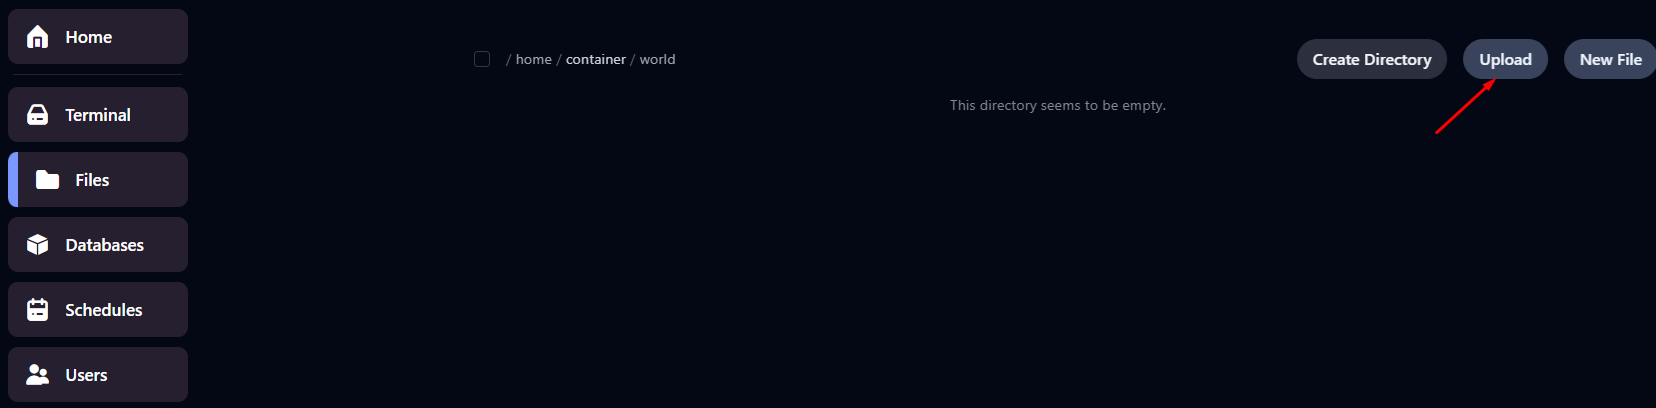 Home
Terminal
Files
Databases
Schedules
Users
/ home / container / world
Create Directory
Upload
New File
This directory seems to be empty.